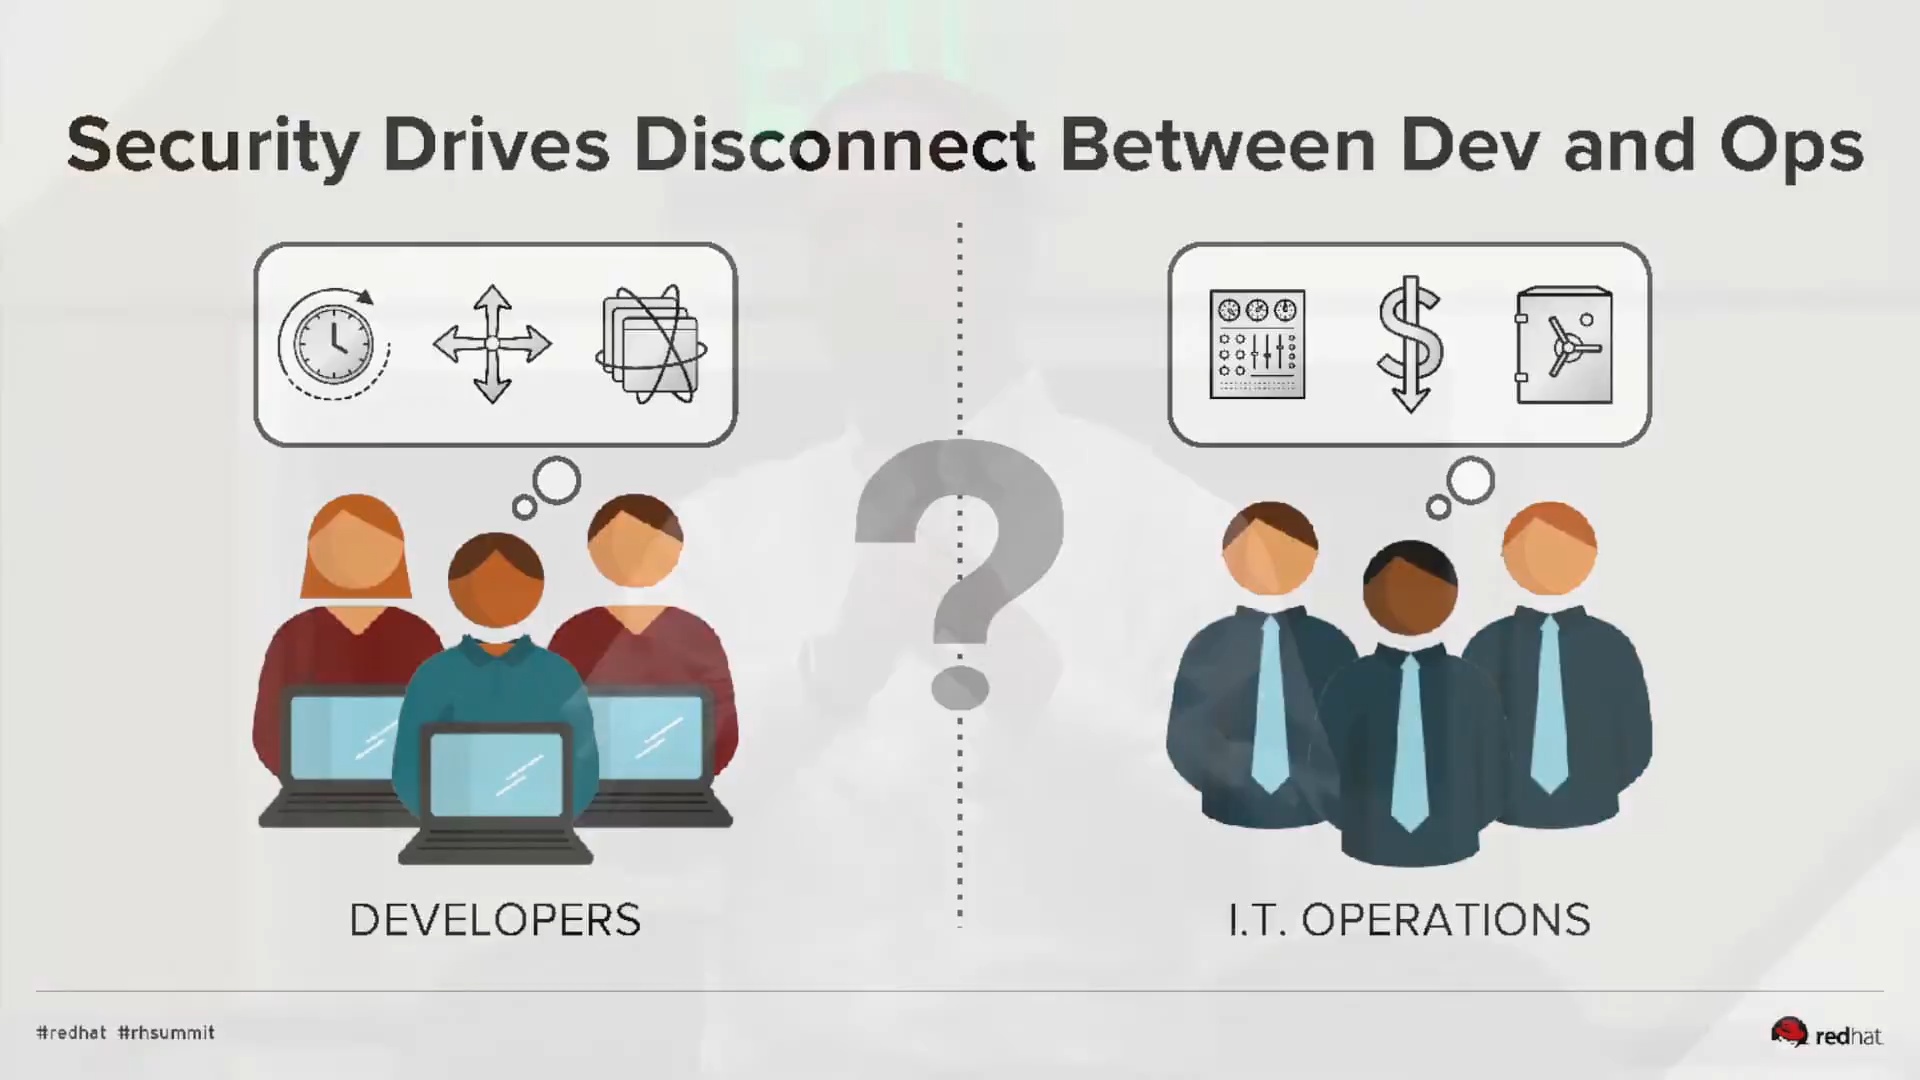 Security Drives Disconnect Between Dev and Ops
DEVELOPERS
I.T. OPERATIONS
#redhat #rhsummit
redhat